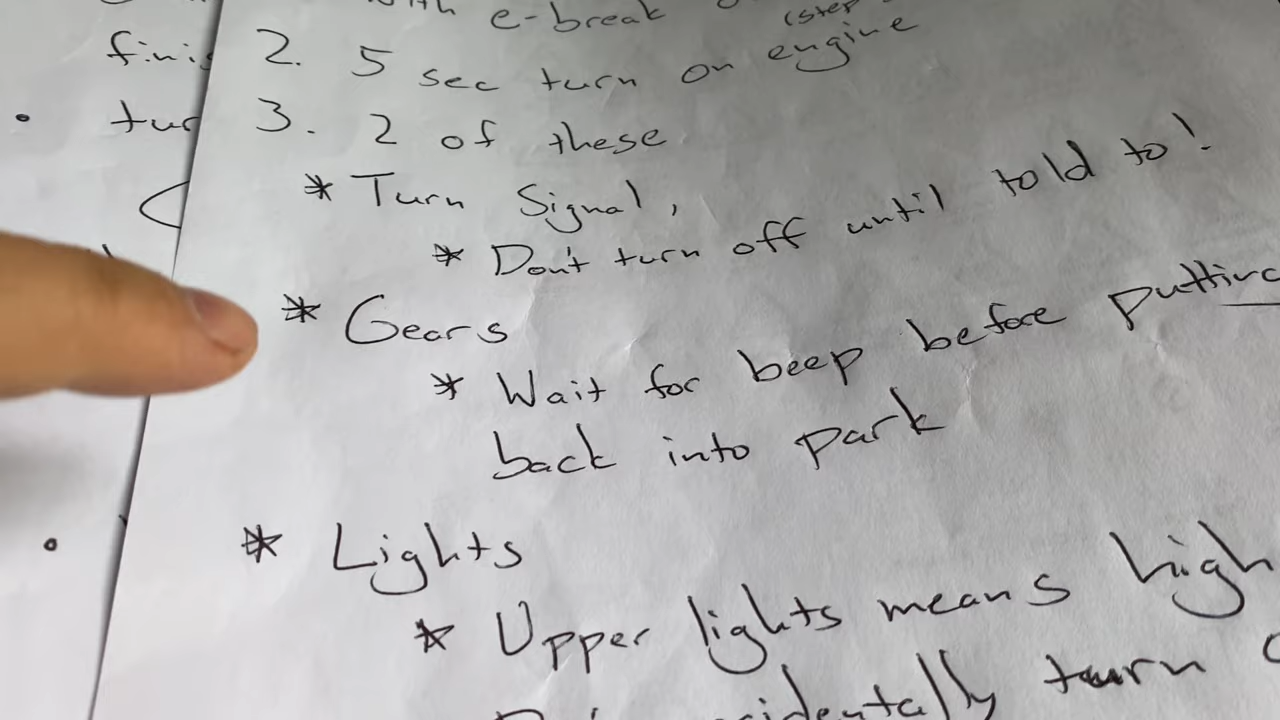 with e-break
(step
finis
2. 5 sec turn on engine
tur
3. 2 of these
* Turn Signal,
* Don't turn off until told to!
* Gears
* Wait for beep before putting
back into park
* Lights
* Upper lights means high
accidentally turn